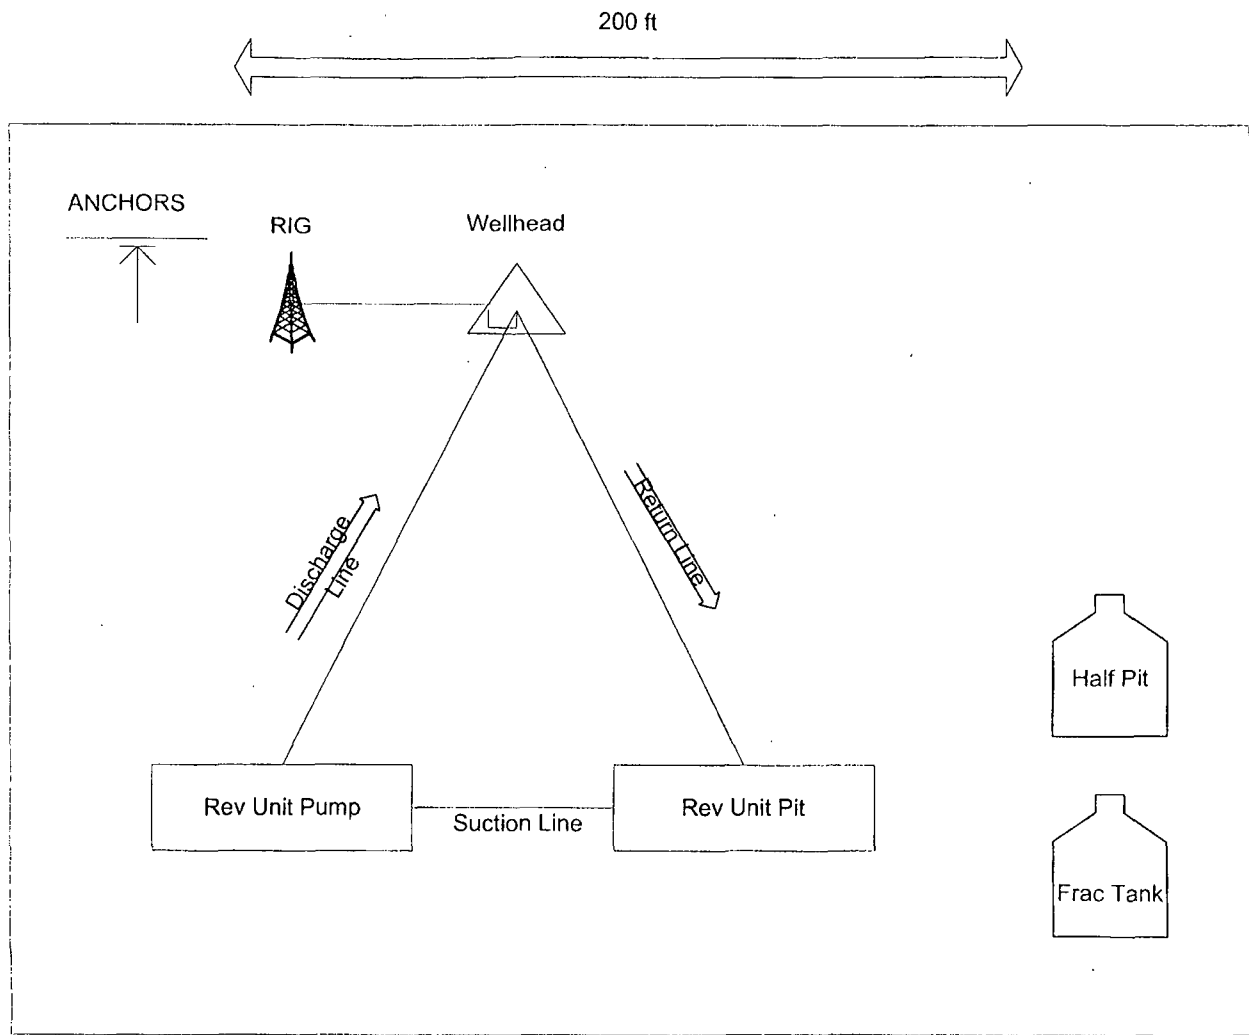 200 ft
ANCHORS
RIG
Wellhead
Discharge
Line
Return Line
Half Pit
Rev Unit Pump
Suction Line
Rev Unit Pit
Frac Tank